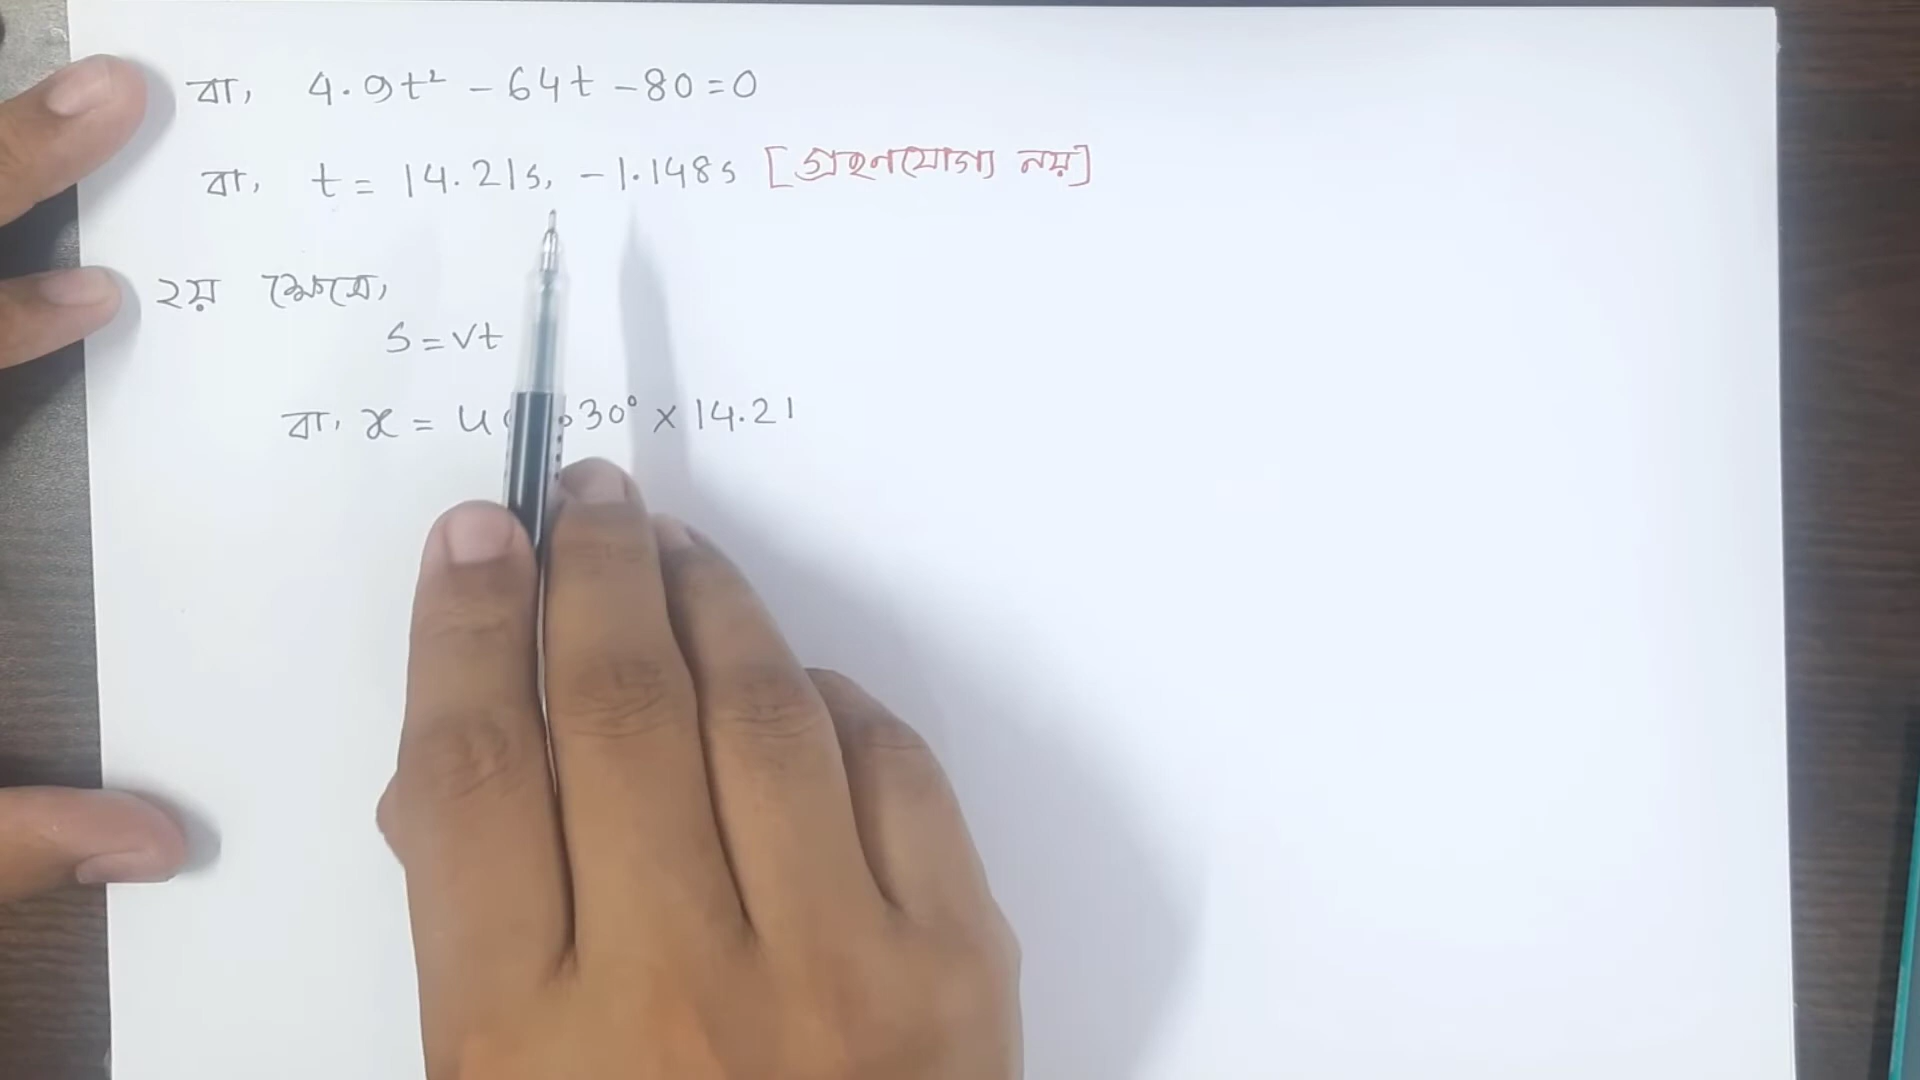 বা, 4.9t² - 64t - 80 = 0
বা, t = 14.21s, -1.148s [গ্রহণযোগ্য নয়]
২য় ক্ষেত্রে,
s = vt
বা, x = u 30° × 14.21